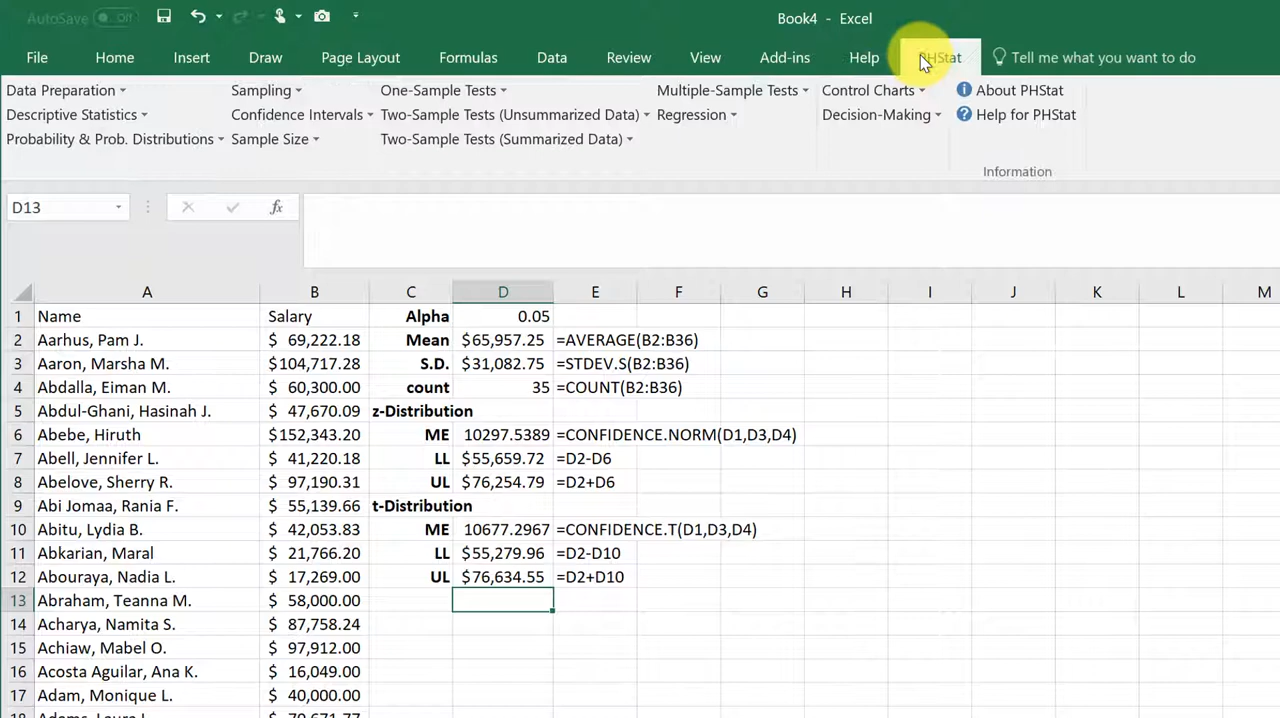 AutoSave Off
Book4 - Excel
File Home Insert Draw Page Layout Formulas Data Review View Add-ins Help PHStat Tell me what you want to do
Data Preparation Sampling One-Sample Tests Multiple-Sample Tests Control Charts About PHStat
Descriptive Statistics Confidence Intervals Two-Sample Tests (Unsummarized Data) Regression Decision-Making Help for PHStat
Probability & Prob. Distributions Sample Size Two-Sample Tests (Summarized Data)
Information
D13 fx
A B C D E F G H I J K L M
1 Name Salary Alpha 0.05
2 Aarhus, Pam J. $ 69,222.18 Mean $65,957.25 =AVERAGE(B2:B36)
3 Aaron, Marsha M. $104,717.28 S.D. $31,082.75 =STDEV.S(B2:B36)
4 Abdalla, Eiman M. $ 60,300.00 count 35 =COUNT(B2:B36)
5 Abdul-Ghani, Hasinah J. $ 47,670.09 z-Distribution
6 Abebe, Hiruth $152,343.20 ME 10297.5389 =CONFIDENCE.NORM(D1,D3,D4)
7 Abell, Jennifer L. $ 41,220.18 LL $55,659.72 =D2-D6
8 Abelove, Sherry R. $ 97,190.31 UL $76,254.79 =D2+D6
9 Abi Jomaa, Rania F. $ 55,139.66 t-Distribution
10 Abitu, Lydia B. $ 42,053.83 ME 10677.2967 =CONFIDENCE.T(D1,D3,D4)
11 Abkarian, Maral $ 21,766.20 LL $55,279.96 =D2-D10
12 Abouraya, Nadia L. $ 17,269.00 UL $76,634.55 =D2+D10
13 Abraham, Teanna M. $ 58,000.00
14 Acharya, Namita S. $ 87,758.24
15 Achiaw, Mabel O. $ 97,912.00
16 Acosta Aguilar, Ana K. $ 16,049.00
17 Adam, Monique L. $ 40,000.00